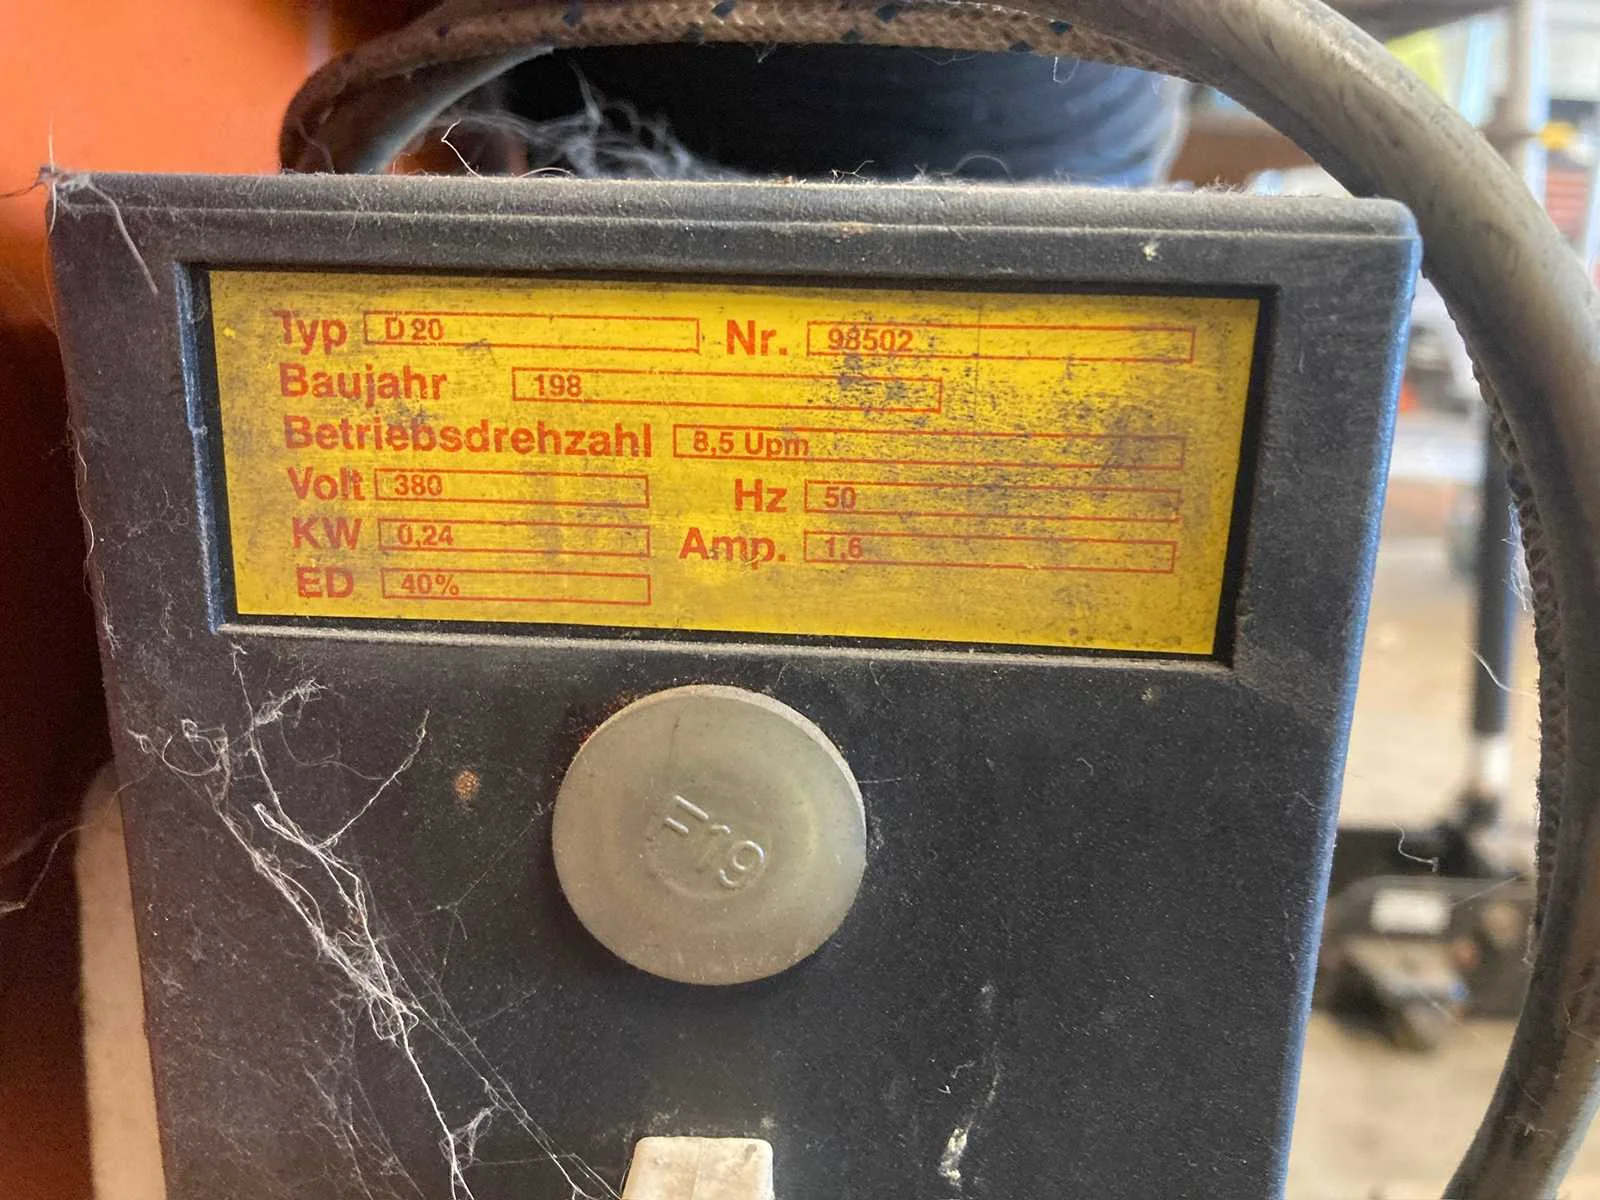 Typ D 20 Nr. 98502
Baujahr 198
Betriebsdrehzahl 8,5 Upm
Volt 380 Hz 50
KW 0,24 Amp. 1,6
ED 40%
F19